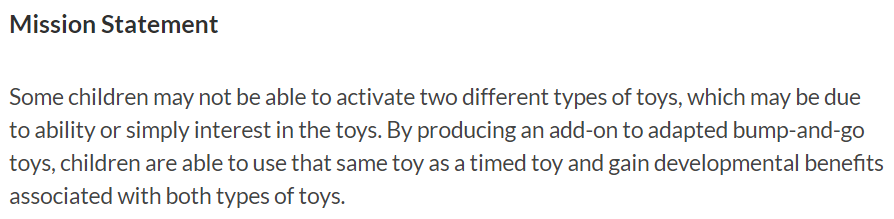 Mission Statement
Some children may not be able to activate two different types of toys, which may be due
to ability or simply interest in the toys. By producing an add-on to adapted bump-and-go
toys, children are able to use that same toy as a timed toy and gain developmental benefits
associated with both types of toys.